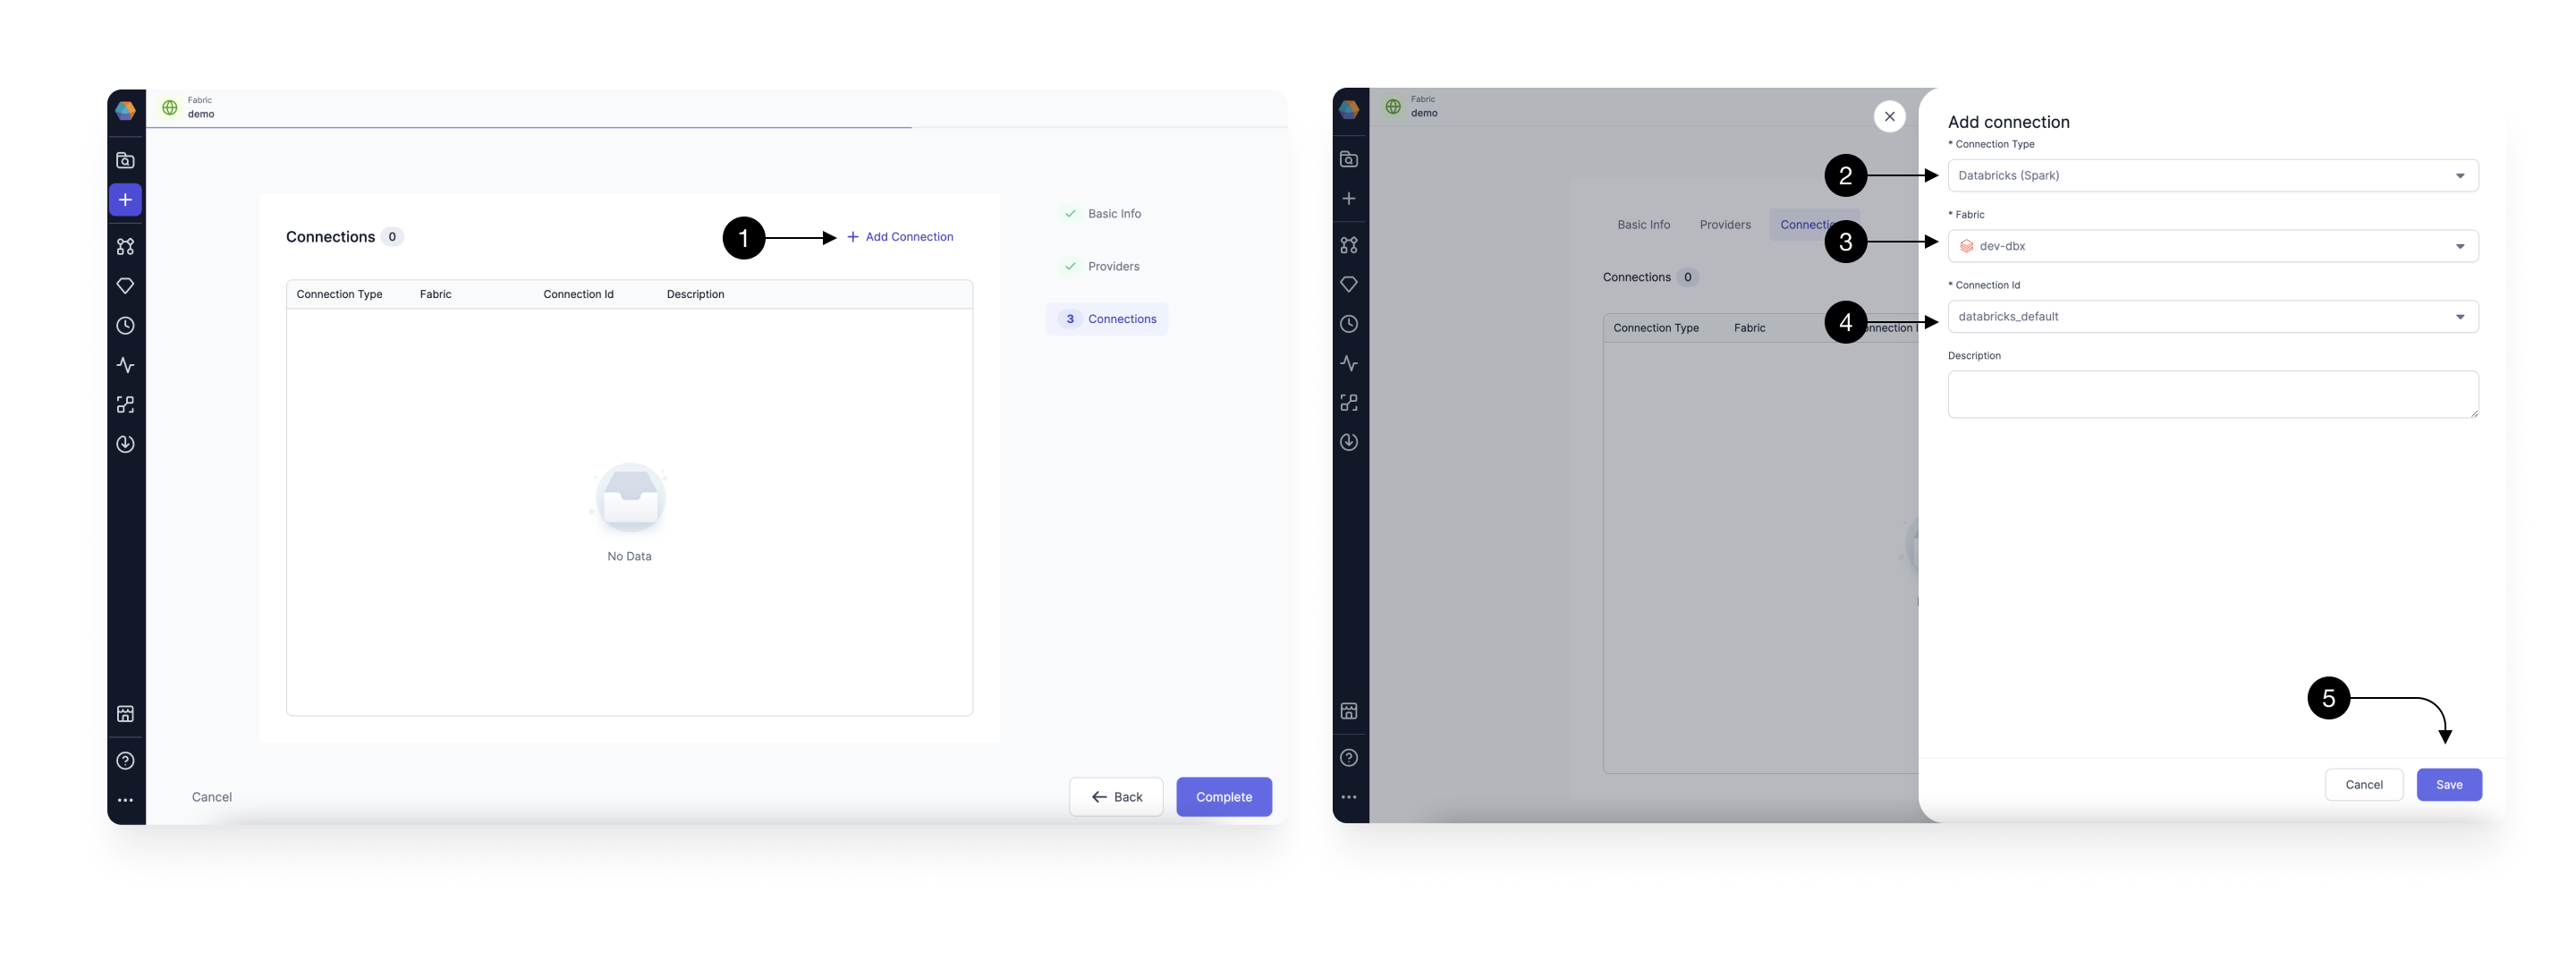 Fabric
demo
Connections 0
1
+ Add Connection
Connection Type Fabric Connection Id Description
No Data
Basic Info
Providers
3 Connections
Cancel
Back
Complete
Fabric
demo
Basic Info Providers
Connections 0
Connection Type Fabric
Add connection
* Connection Type
2
Databricks (Spark)
* Fabric
3
dev-dbx
* Connection Id
4
databricks_default
Description
5
Cancel
Save